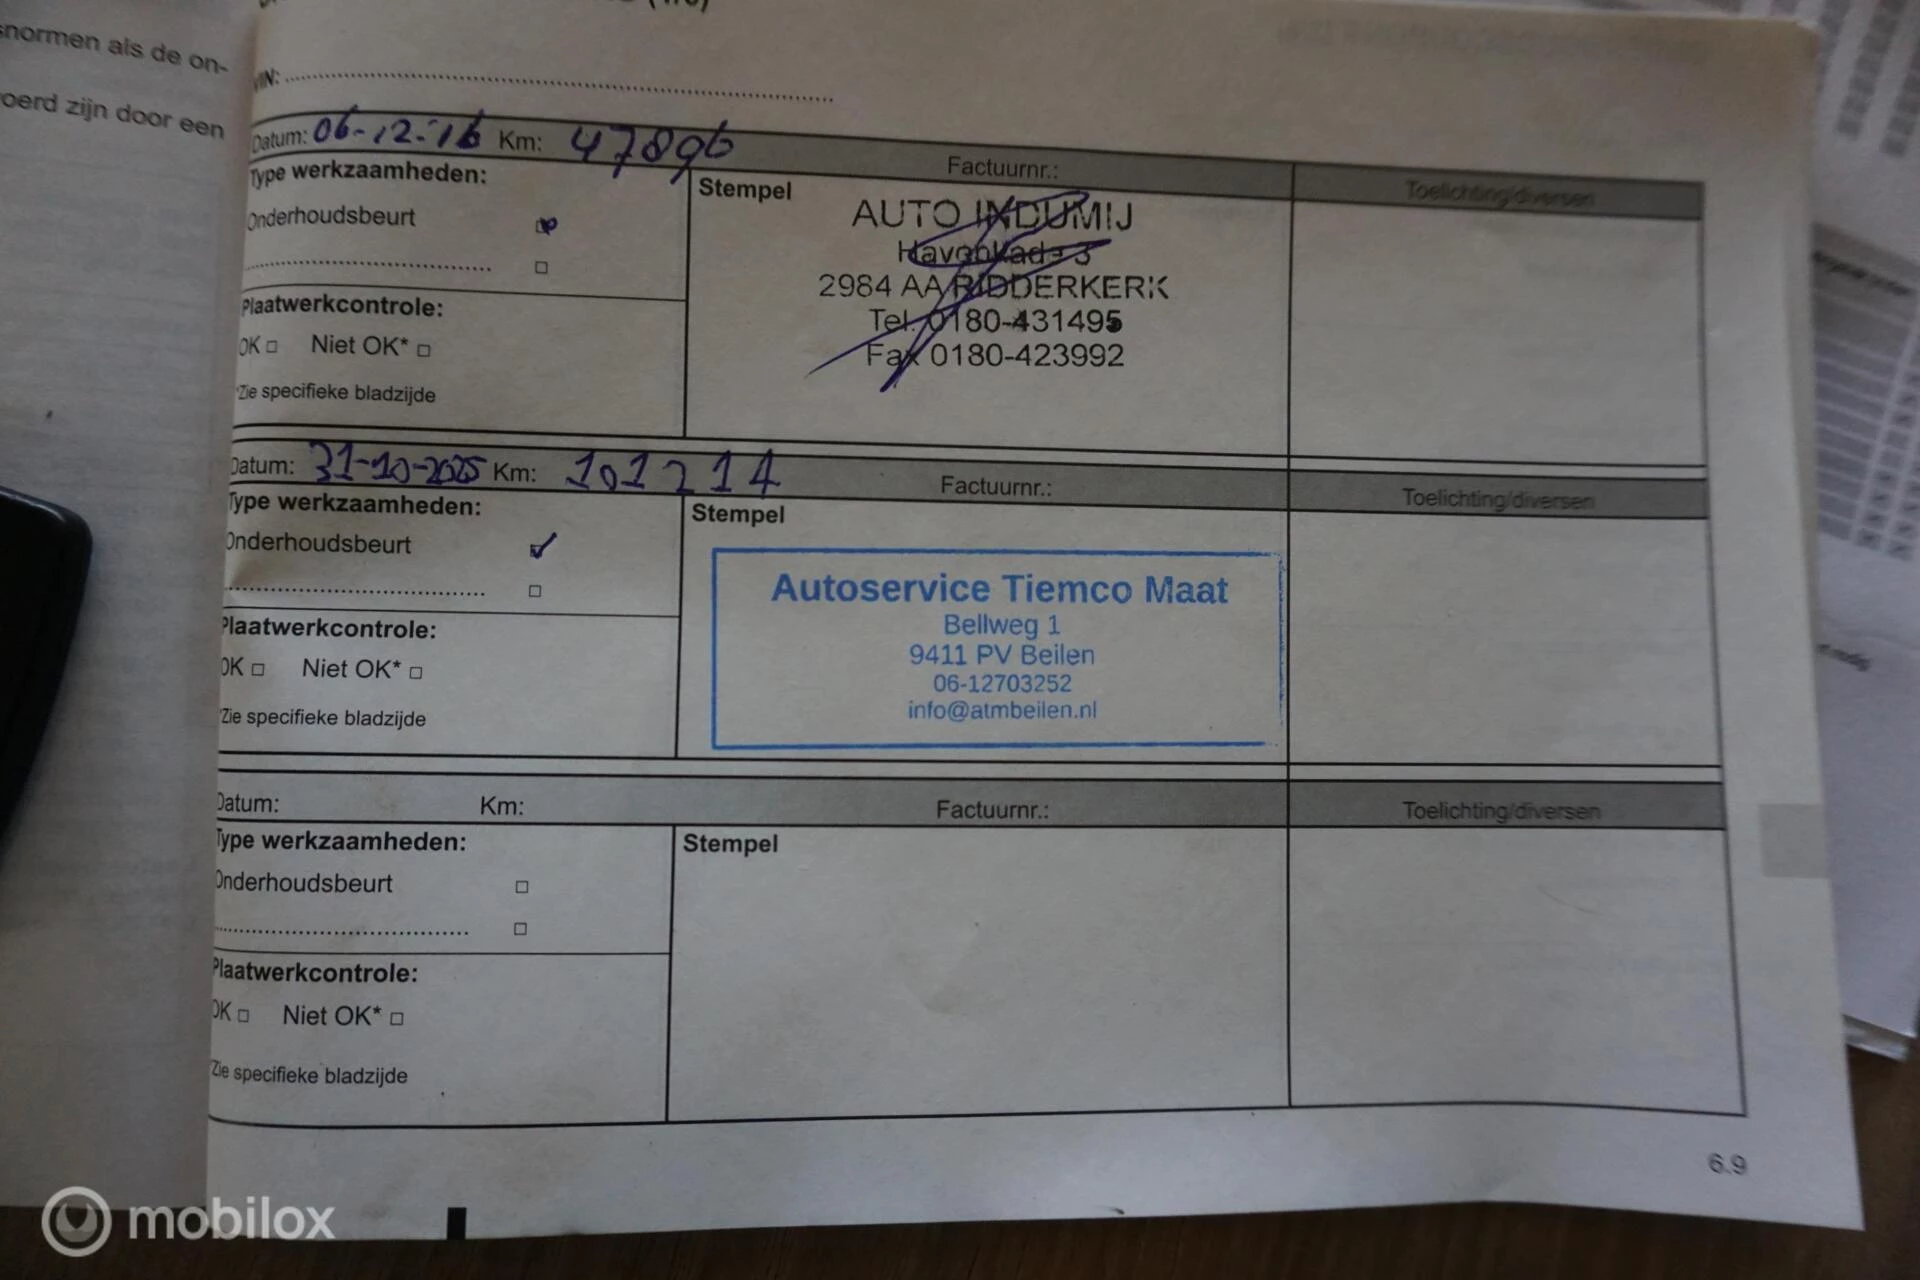 snormen als de on-
oerd zijn door een
VIN:
Datum: 06-12-16 Km: 47896 Factuurnr.: Toelichting/diversen
Type werkzaamheden:
Stempel
Onderhoudsbeurt
AUTO INDUMIJ
Havenkade 3
2984 AA RIDDERKERK
Tel. 0180-431495
Fax 0180-423992
Plaatwerkcontrole:
OK □ Niet OK* □
*Zie specifieke bladzijde
Datum: 31-10-2025 Km: 101214 Factuurnr.: Toelichting/diversen
Type werkzaamheden:
Stempel
Onderhoudsbeurt ✓
Autoservice Tiemco Maat
Bellweg 1
9411 PV Beilen
06-12703252
info@atmbeilen.nl
Plaatwerkcontrole:
OK □ Niet OK* □
*Zie specifieke bladzijde
Datum: Km: Factuurnr.: Toelichting/diversen
Type werkzaamheden:
Stempel
Onderhoudsbeurt □
Plaatwerkcontrole:
OK □ Niet OK* □
*Zie specifieke bladzijde
6.9
mobilox